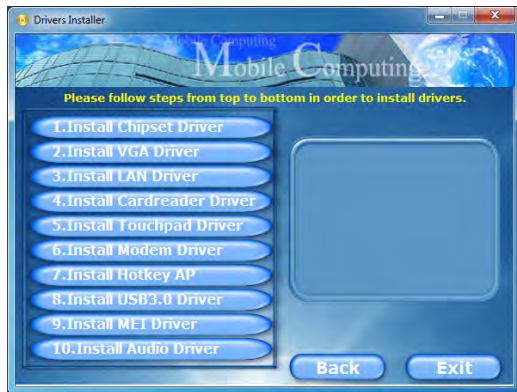 Drivers Installer
Mobile Computing
Mobile Computing
Please follow steps from top to bottom in order to install drivers.
1.Install Chipset Driver
2.Install VGA Driver
3.Install LAN Driver
4.Install Cardreader Driver
5.Install Touchpad Driver
6.Install Modem Driver
7.Install Hotkey AP
8.Install USB3.0 Driver
9.Install MEI Driver
10.Install Audio Driver
Back
Exit